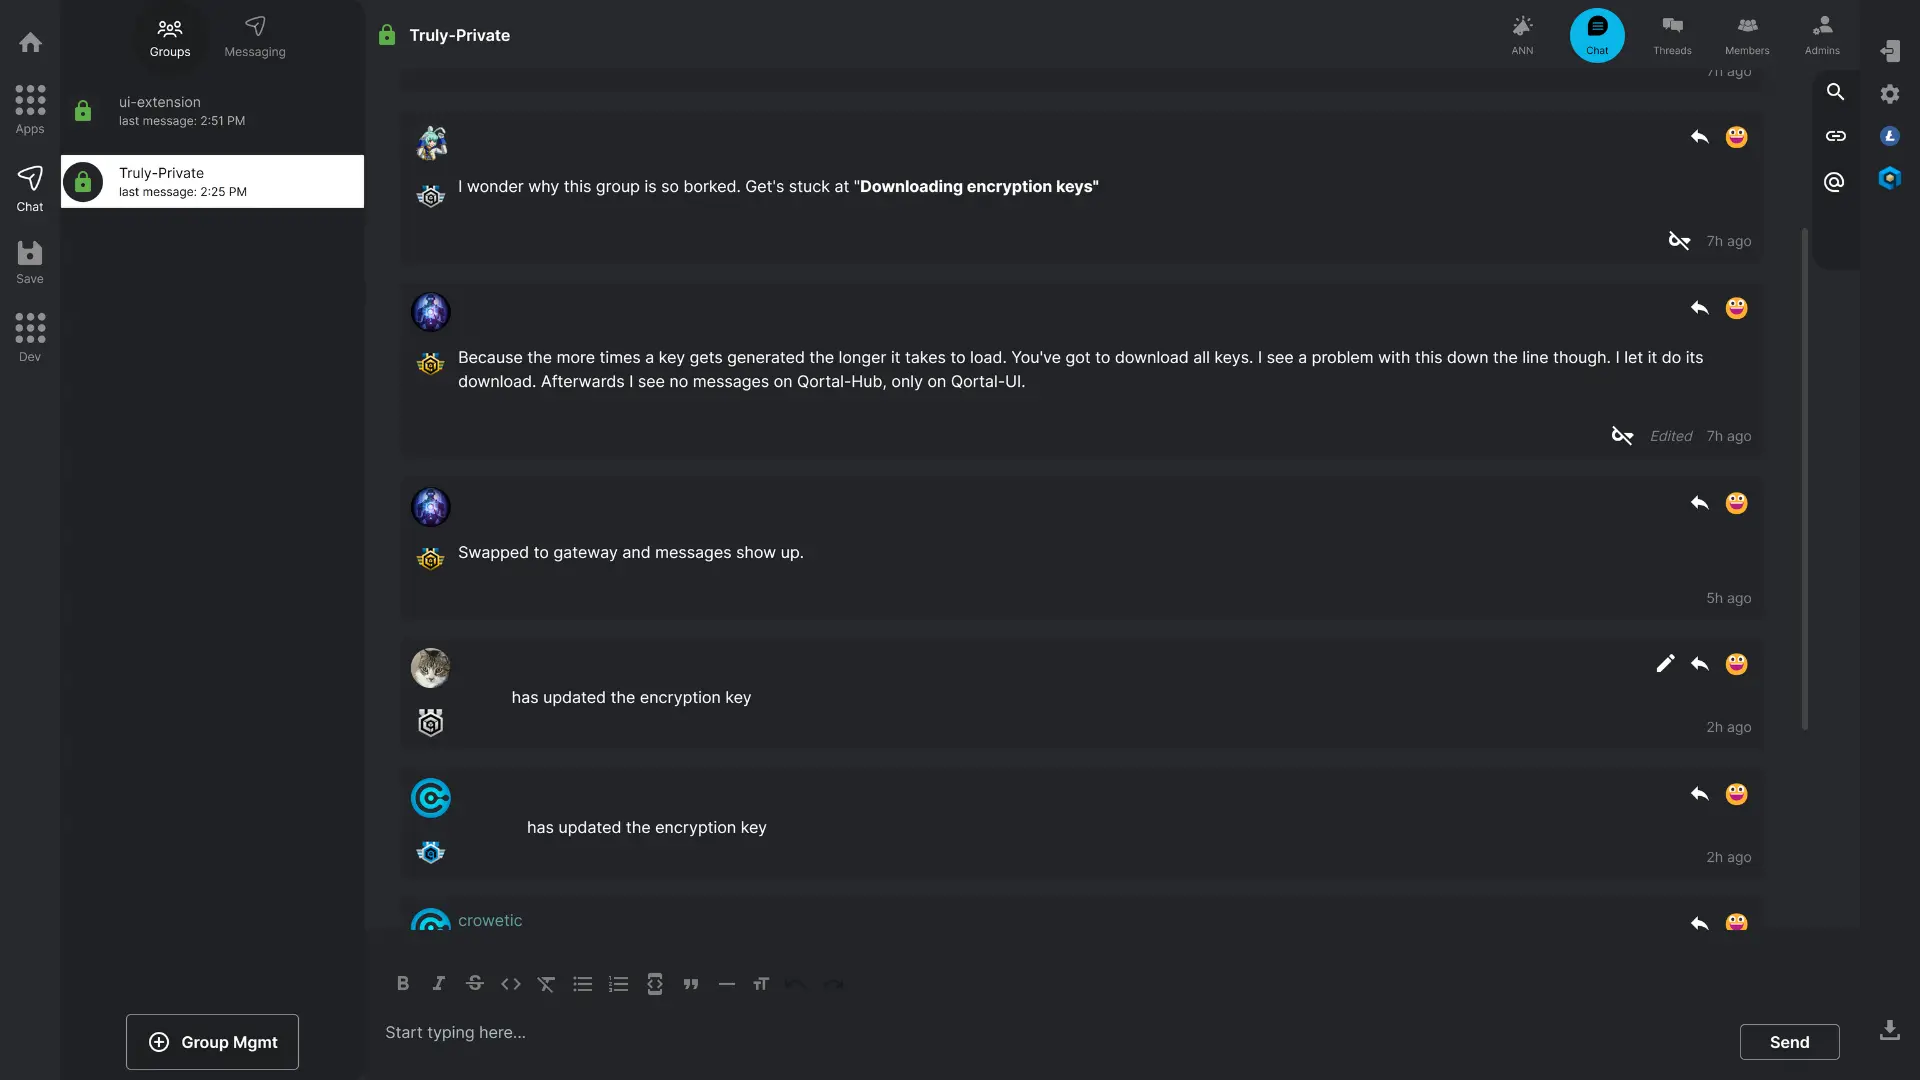 Groups
Messaging
Truly-Private
ANN
Chat
Threads
Members
Admins
7h ago
Apps
ui-extension
last message: 2:51 PM
Truly-Private
last message: 2:25 PM
Chat
Save
Dev
I wonder why this group is so borked. Get's stuck at "Downloading encryption keys"
7h ago
Because the more times a key gets generated the longer it takes to load. You've got to download all keys. I see a problem with this down the line though. I let it do its
download. Afterwards I see no messages on Qortal-Hub, only on Qortal-UI.
Edited 7h ago
Swapped to gateway and messages show up.
5h ago
has updated the encryption key
2h ago
has updated the encryption key
2h ago
crowetic
Start typing here...
Group Mgmt
Send